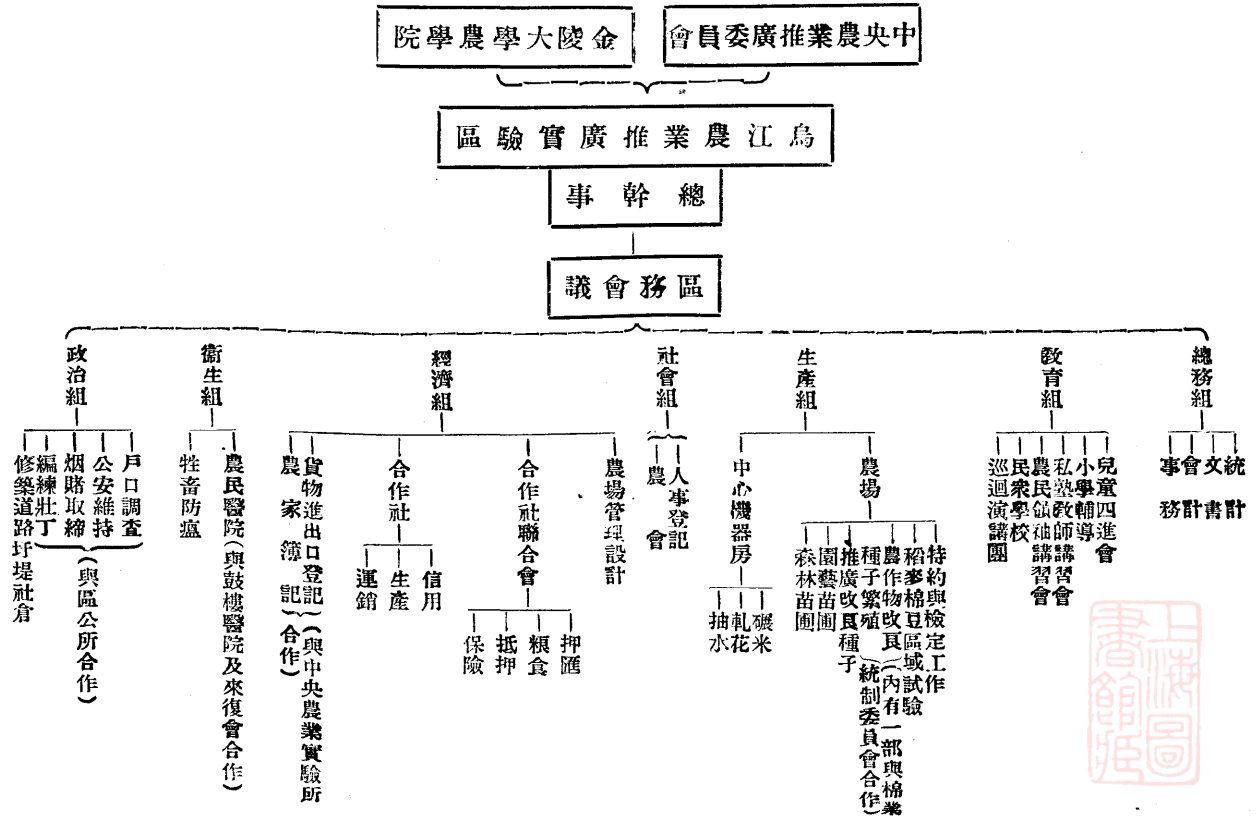 中央農業推廣委員會
金陵大學農學院
烏江農業推廣實驗區
總幹事
區務會議
總務組
統計
文書
會計
事務
教育組
兒童四進會
小學輔導
私塾教師講習會
農民領袖講習會
民衆學校
巡迴演講團
生產組
農場
特約與檢定工作
稻麥棉豆區域試驗
農作物改良
種子繁殖
(內有一部與棉業
統制委員會合作)
推廣改良種子
園藝苗圃
森林苗圃
中心機器房
碾米
軋花
抽水
社會組
人事登記
農會
經濟組
農場管理設計
合作社聯合會
押匯
粮食
抵押
保險
合作社
信用
生產
運銷
貨物進出口登記
農家簿記
(與中央農業實驗所
合作)
衞生組
農民醫院(與鼓樓醫院及來復會合作)
牲畜防瘟
政治組
戶口調查
公安維持
烟賭取締
編練壯丁
(與區公所合作)
修築道路圩堤社倉
上海圖
書館藏